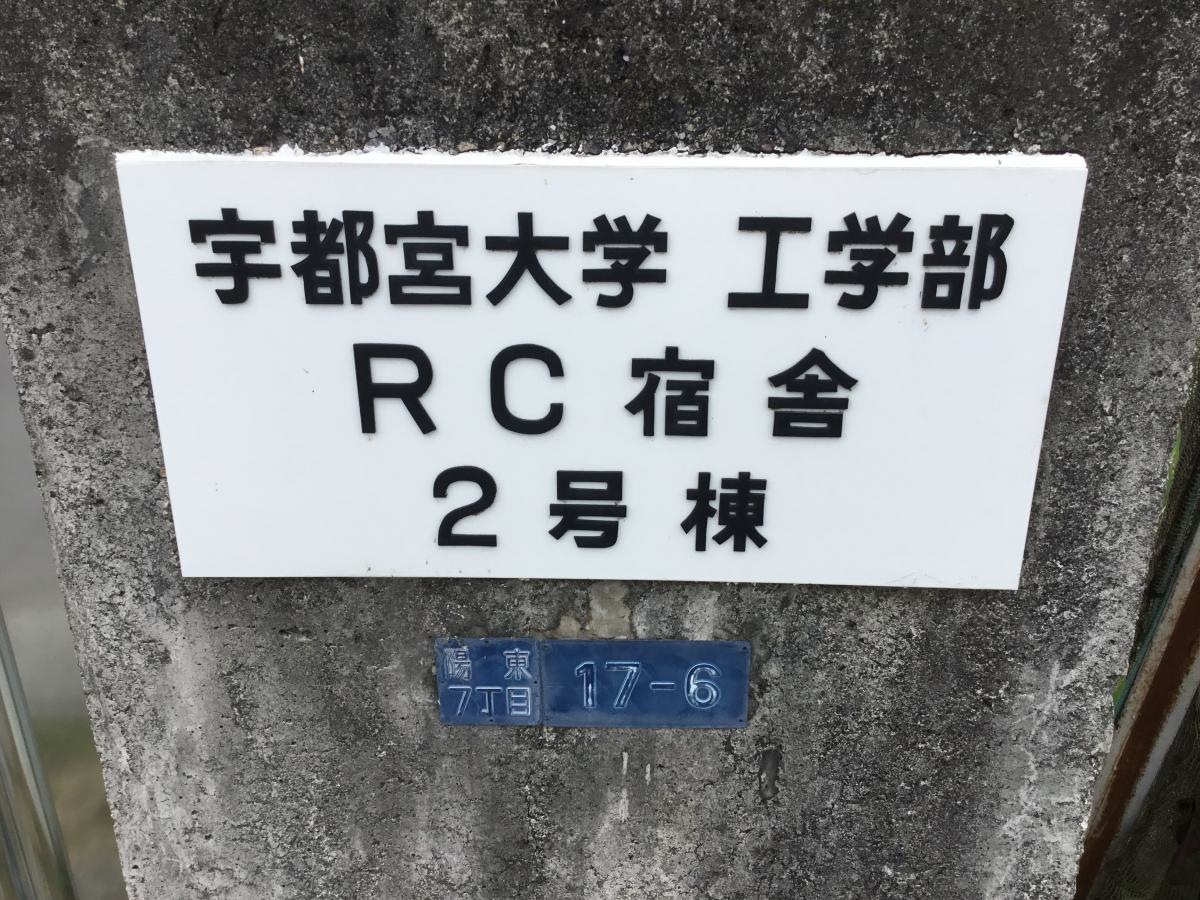 宇都宮大学 工学部
RC宿舎
2号棟
陽東
7丁目
17-6